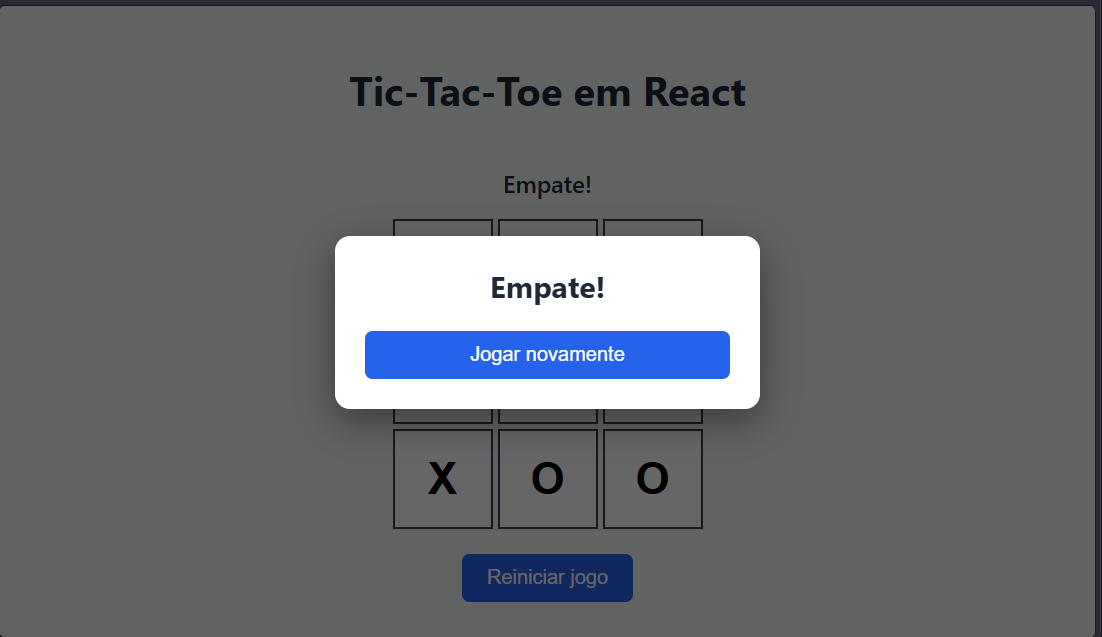 Tic-Tac-Toe em React
Empate!
Empate!
Jogar novamente
X O O
Reiniciar jogo